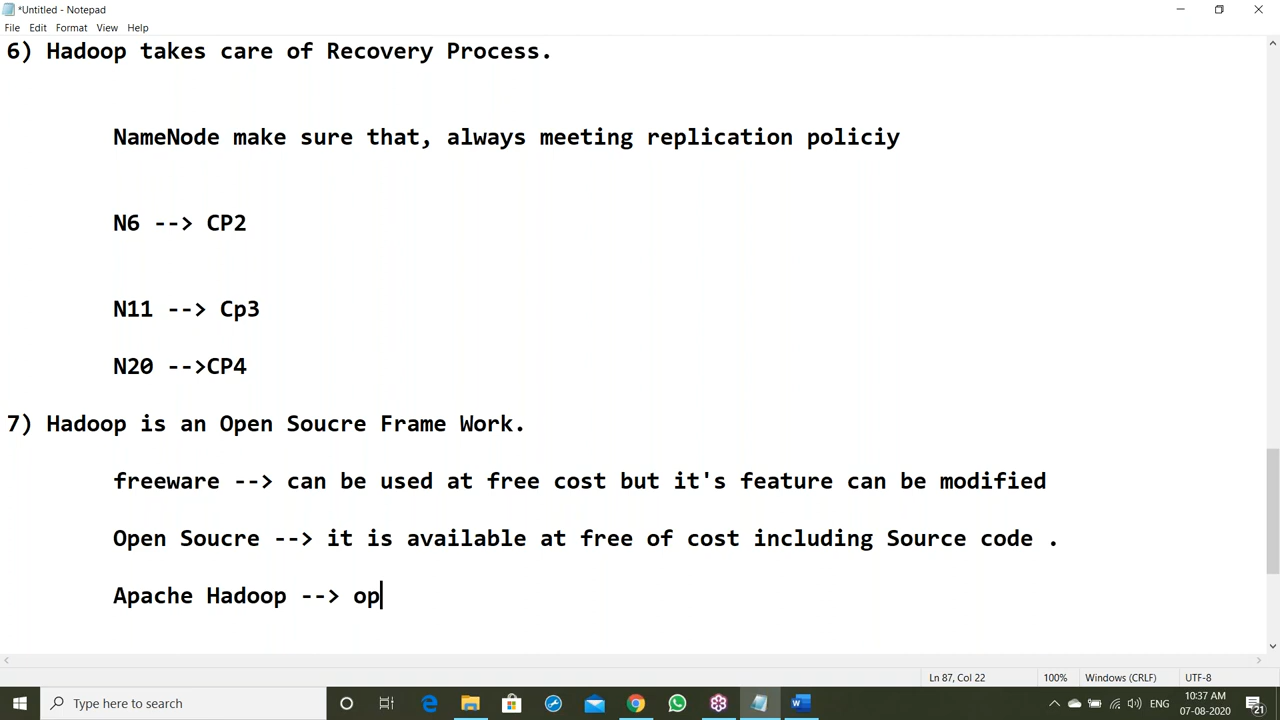 *Untitled - Notepad
File Edit Format View Help
6) Hadoop takes care of Recovery Process.
NameNode make sure that, always meeting replication policiy
N6 --> CP2
N11 --> Cp3
N20 -->CP4
7) Hadoop is an Open Soucre Frame Work.
freeware --> can be used at free cost but it's feature can be modified
Open Soucre --> it is available at free of cost including Source code .
Apache Hadoop --> op
Ln 87, Col 22 100% Windows (CRLF) UTF-8
Type here to search
ENG
10:37 AM
07-08-2020
21